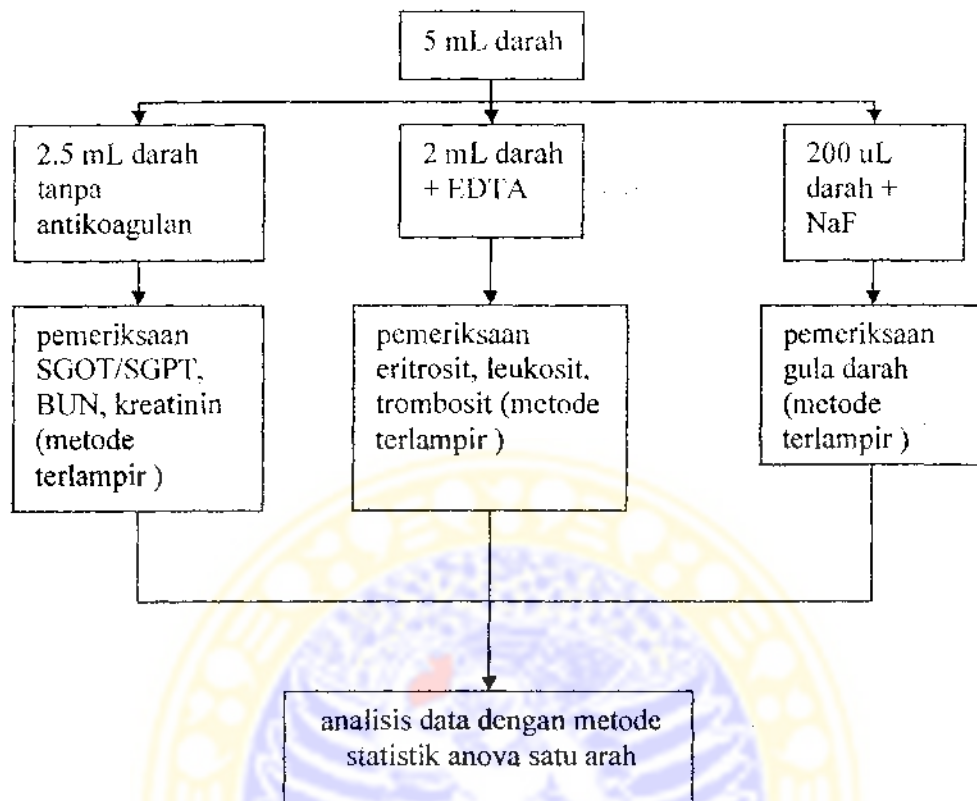 5 mL darah
2.5 mL darah
tanpa
antikoagulan
2 mL darah
+ EDTA
200 uL
darah +
NaF
pemeriksaan
SGOT/SGPT,
BUN, kreatinin
(metode
terlampir )
pemeriksaan
eritrosit, leukosit,
trombosit (metode
terlampir )
pemeriksaan
gula darah
(metode
terlampir )
analisis data dengan metode
statistik anova satu arah